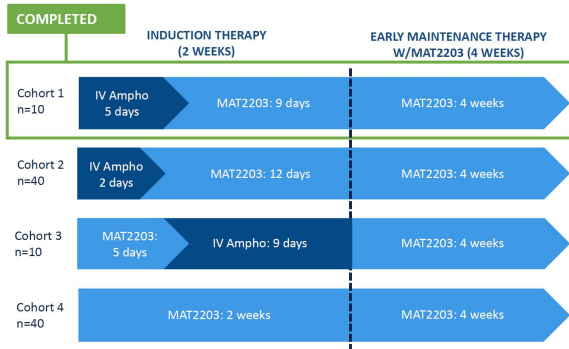 COMPLETED
INDUCTION THERAPY
(2 WEEKS)
EARLY MAINTENANCE THERAPY
W/MAT2203 (4 WEEKS)
Cohort 1
n=10
IV Ampho
5 days
MAT2203: 9 days
MAT2203: 4 weeks
Cohort 2
n=40
IV Ampho
2 days
MAT2203: 12 days
MAT2203: 4 weeks
Cohort 3
n=10
MAT2203:
5 days
IV Ampho: 9 days
MAT2203: 4 weeks
Cohort 4
n=40
MAT2203: 2 weeks
MAT2203: 4 weeks